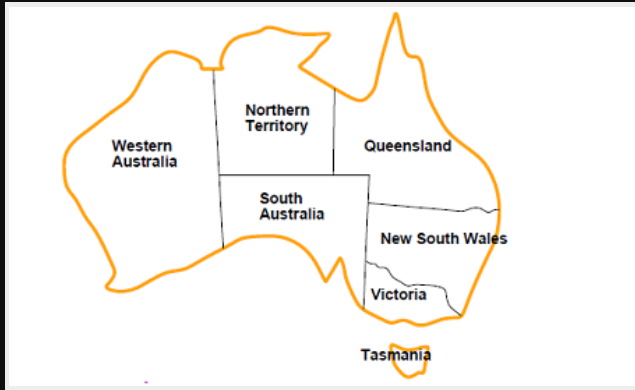 Northern
Territory
Western
Australia
Queensland
South
Australia
New South Wales
Victoria
Tasmania